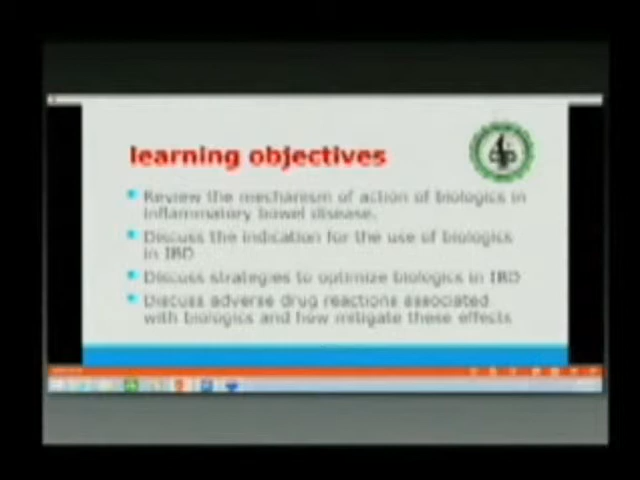 learning objectives
Review the mechanism of action of biologics in
inflammatory bowel disease.
Discuss the indication for the use of biologics
in IBD
Discuss strategies to optimize biologics in IBD
Discuss adverse drug reactions associated
with biologics and how mitigate these effects